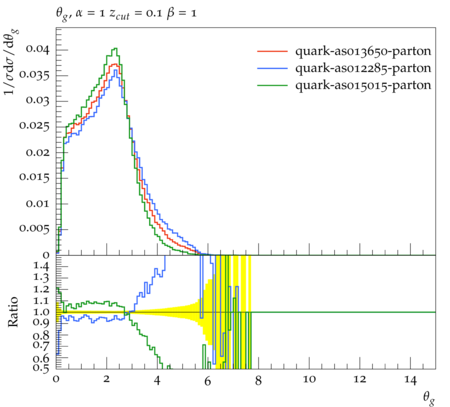 θg, α = 1 zcut = 0.1 β = 1
1/σdσ/dθg
0.04
0.035
0.03
0.025
0.02
0.015
0.01
0.005
0
quark-as013650-parton
quark-as012285-parton
quark-as015015-parton
Ratio
1.4
1.3
1.2
1.1
1.0
0.9
0.8
0.7
0.6
0.5
0 2 4 6 8 10 12 14
θg